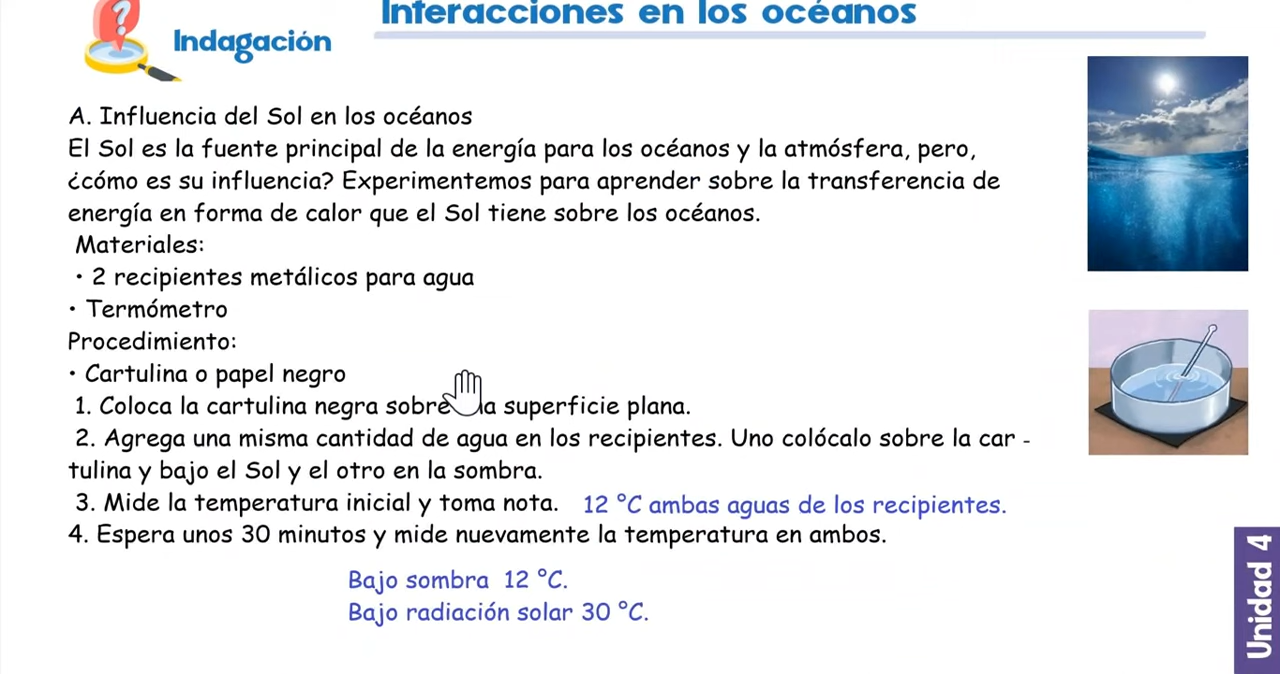 Interacciones en los océanos
?
Indagación
A. Influencia del Sol en los océanos
El Sol es la fuente principal de la energía para los océanos y la atmósfera, pero,
¿cómo es su influencia? Experimentemos para aprender sobre la transferencia de
energía en forma de calor que el Sol tiene sobre los océanos.
Materiales:
• 2 recipientes metálicos para agua
• Termómetro
Procedimiento:
• Cartulina o papel negro
1. Coloca la cartulina negra sobre superficie plana.
2. Agrega una misma cantidad de agua en los recipientes. Uno colócalo sobre la car -
tulina y bajo el Sol y el otro en la sombra.
3. Mide la temperatura inicial y toma nota. 12 °C ambas aguas de los recipientes.
4. Espera unos 30 minutos y mide nuevamente la temperatura en ambos.
Bajo sombra 12 °C.
Bajo radiación solar 30 °C.
Unidad 4